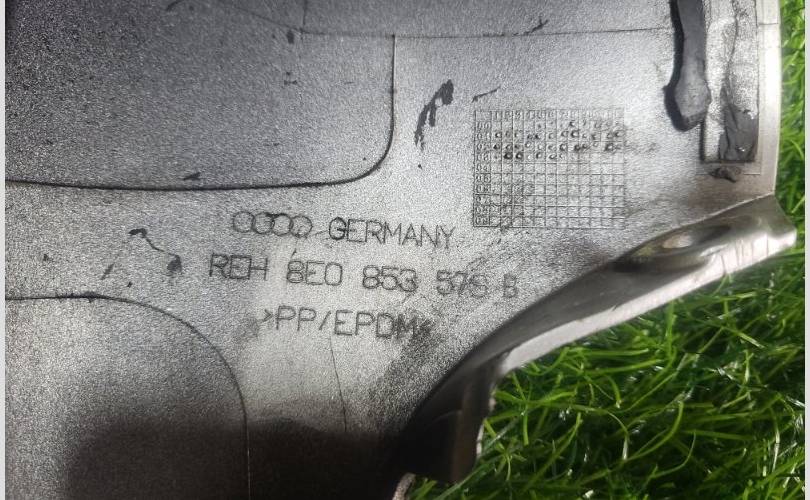 GERMANY
REH 8E0 853 576 B
>PP/EPDM<